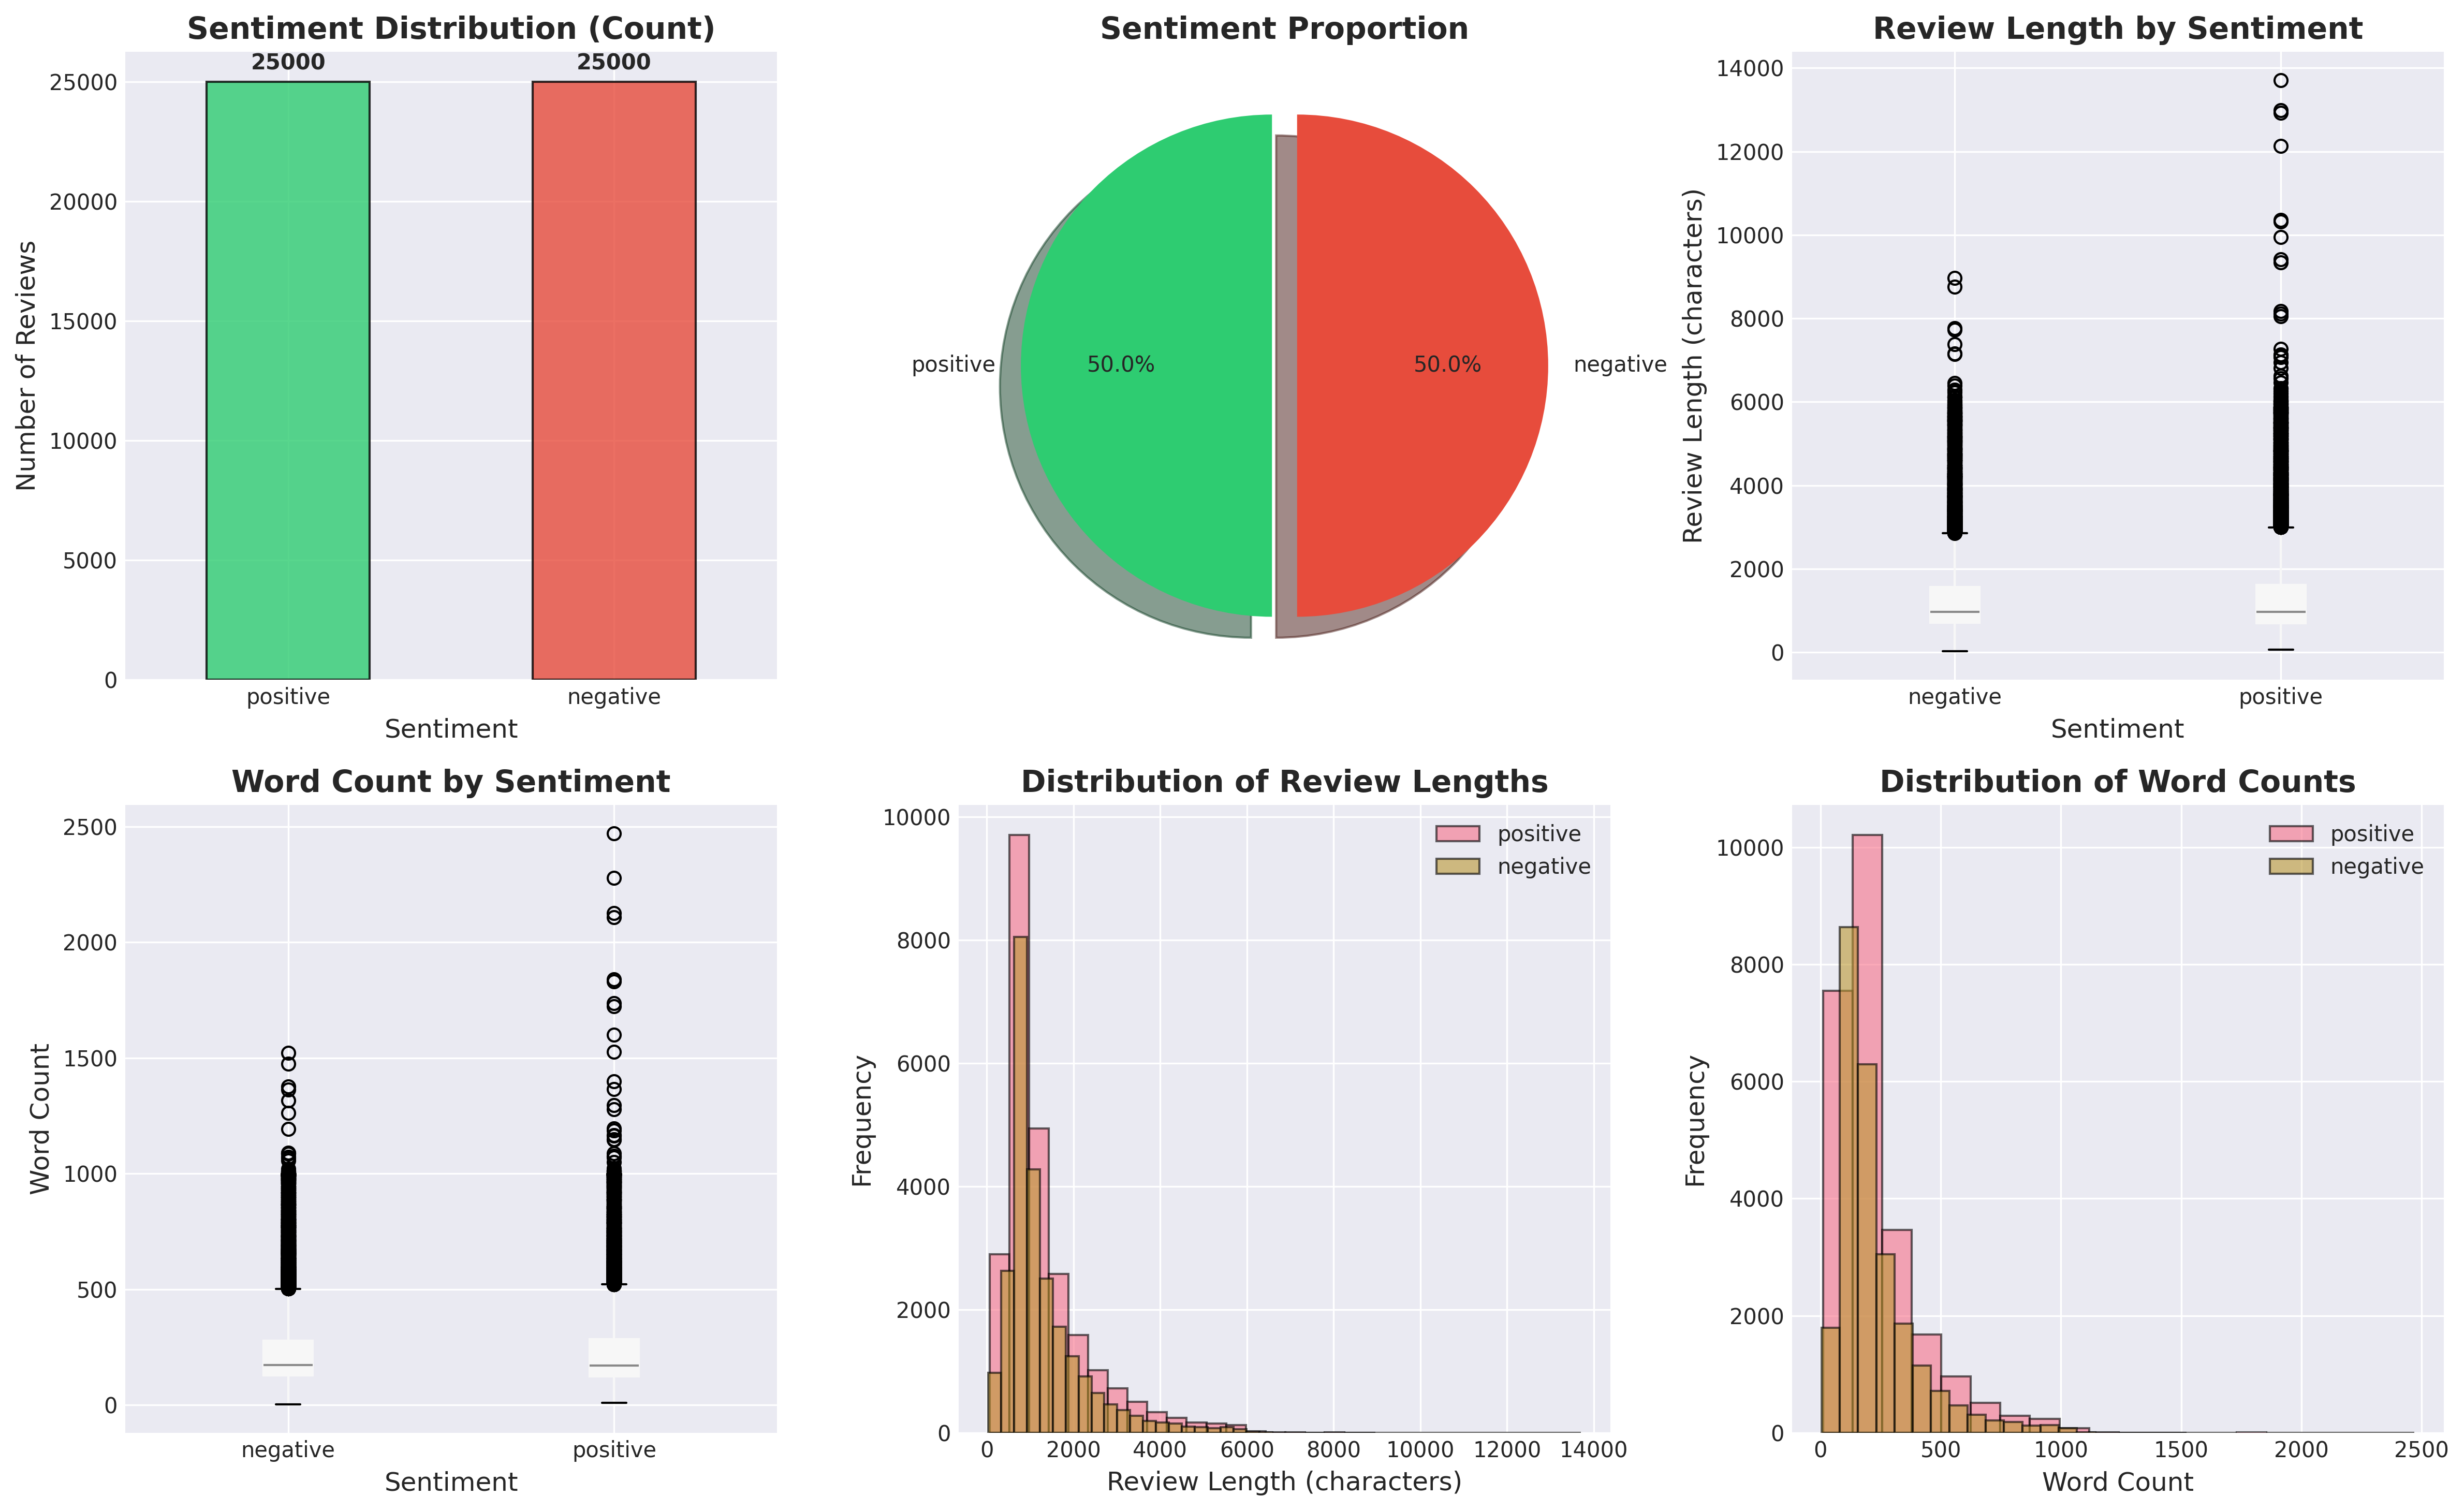 Sentiment Distribution (Count)
25000
25000
25000
20000
15000
10000
5000
0
Number of Reviews
positive
negative
Sentiment
Sentiment Proportion
positive
50.0%
50.0%
negative
Review Length by Sentiment
14000
12000
10000
8000
6000
4000
2000
0
Review Length (characters)
negative
positive
Sentiment
Word Count by Sentiment
2500
2000
1500
1000
500
0
Word Count
negative
positive
Sentiment
Distribution of Review Lengths
10000
8000
6000
4000
2000
0
Frequency
positive
negative
0
2000
4000
6000
8000
10000
12000
14000
Review Length (characters)
Distribution of Word Counts
10000
8000
6000
4000
2000
0
Frequency
positive
negative
0
500
1000
1500
2000
2500
Word Count